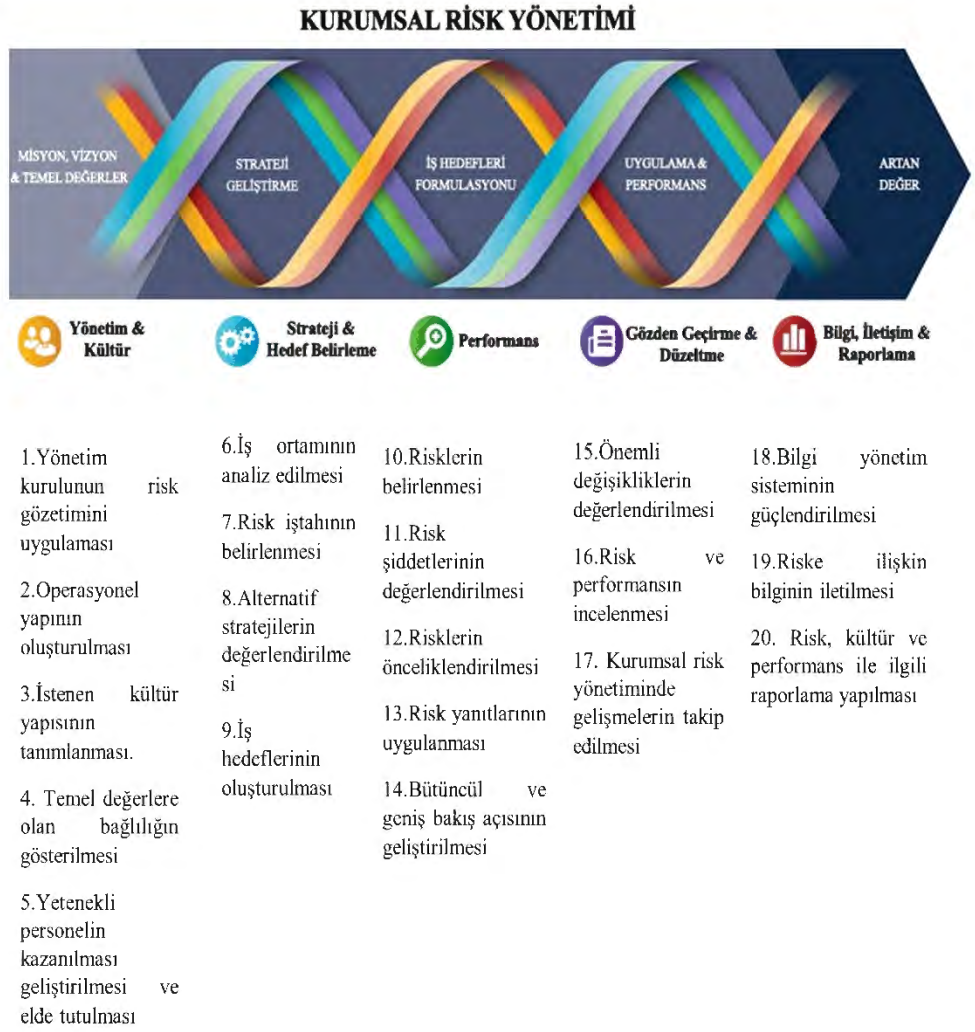 KURUMSAL RİSK YÖNETİMİ
MİSYON, VİZYON
& TEMEL DEĞERLER
STRATEJİ
GELİŞTİRME
İŞ HEDEFLERİ
FORMULASYONU
UYGULAMA &
PERFORMANS
ARTAN
DEĞER
Yönetim &
Kültür
Strateji &
Hedef Belirleme
Performans
Gözden Geçirme &
Düzeltme
Bilgi, İletişim &
Raporlama
1.Yönetim
kurulunun risk
gözetimini
uygulaması
2.Operasyonel
yapının
oluşturulması
3.İstenen kültür
yapısının
tanımlanması.
4. Temel değerlere
olan bağlılığın
gösterilmesi
5.Yetenekli
personelin
kazanılması
geliştirilmesi ve
elde tutulması
6.İş ortamının
analiz edilmesi
7.Risk iştahının
belirlenmesi
8.Alternatif
stratejilerin
değerlendirilme
si
9.İş
hedeflerinin
oluşturulması
10.Risklerin
belirlenmesi
11.Risk
şiddetlerinin
değerlendirilmesi
12.Risklerin
önceliklendirilmesi
13.Risk yanıtlarının
uygulanması
14.Bütüncül ve
geniş bakış açısının
geliştirilmesi
15.Önemli
değişikliklerin
değerlendirilmesi
16.Risk ve
performansın
incelenmesi
17. Kurumsal risk
yönetiminde
gelişmelerin takip
edilmesi
18.Bilgi yönetim
sisteminin
güçlendirilmesi
19.Riske ilişkin
bilginin iletilmesi
20. Risk, kültür ve
performans ile ilgili
raporlama yapılması